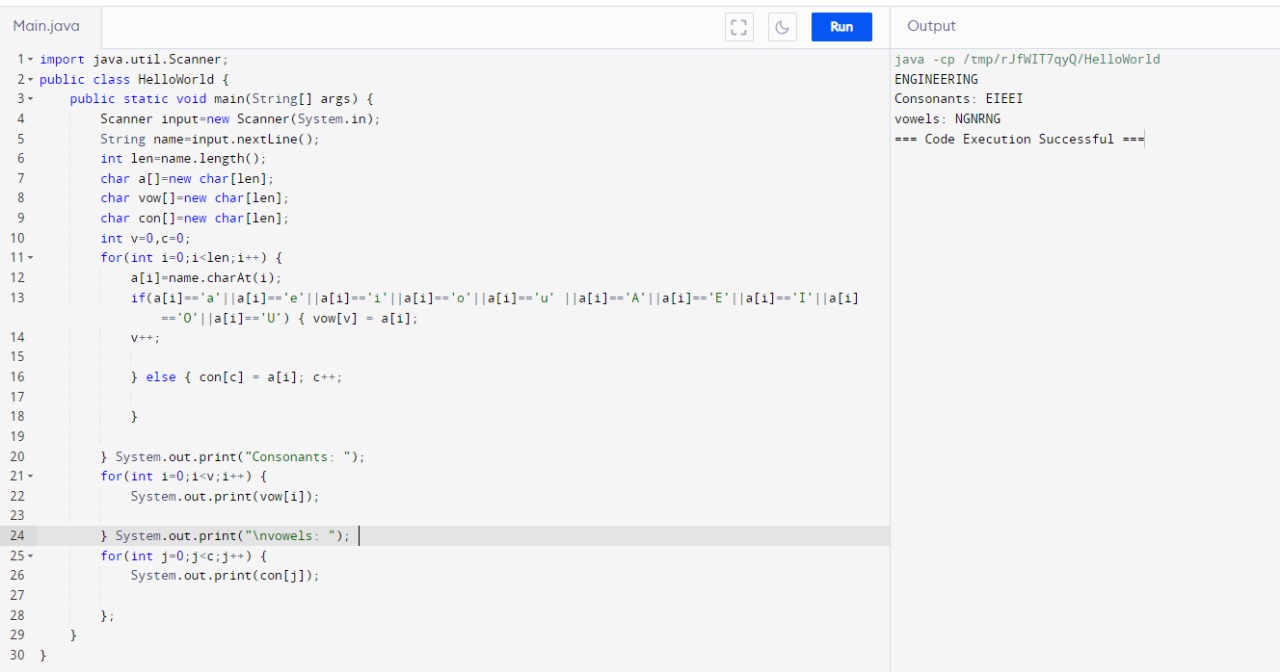 Main.java
Run
Output
1 import java.util.Scanner;
2 public class HelloWorld {
3 public static void main(String[] args) {
4 Scanner input=new Scanner(System.in);
5 String name=input.nextLine();
6 int len=name.length();
7 char a[]=new char[len];
8 char vow[]=new char[len];
9 char con[]=new char[len];
10 int v=0,c=0;
11 for(int i=0;i<len;i++) {
12 a[i]=name.charAt(i);
13 if(a[i]=='a'||a[i]=='e'||a[i]=='i'||a[i]=='o'||a[i]=='u' ||a[i]=='A'||a[i]=='E'||a[i]=='I'||a[i]
=='O'||a[i]=='U') { vow[v] = a[i];
14 v++;
15
16 } else { con[c] = a[i]; c++;
17
18 }
19
20 } System.out.print("Consonants: ");
21 for(int i=0;i<v;i++) {
22 System.out.print(vow[i]);
23
24 } System.out.print("\nvowels: ");
25 for(int j=0;j<c;j++) {
26 System.out.print(con[j]);
27
28 };
29 }
30 }
java -cp /tmp/rJfWIT7qyQ/HelloWorld
ENGINEERING
Consonants: EIEEI
vowels: NGNRNG
=== Code Execution Successful ===